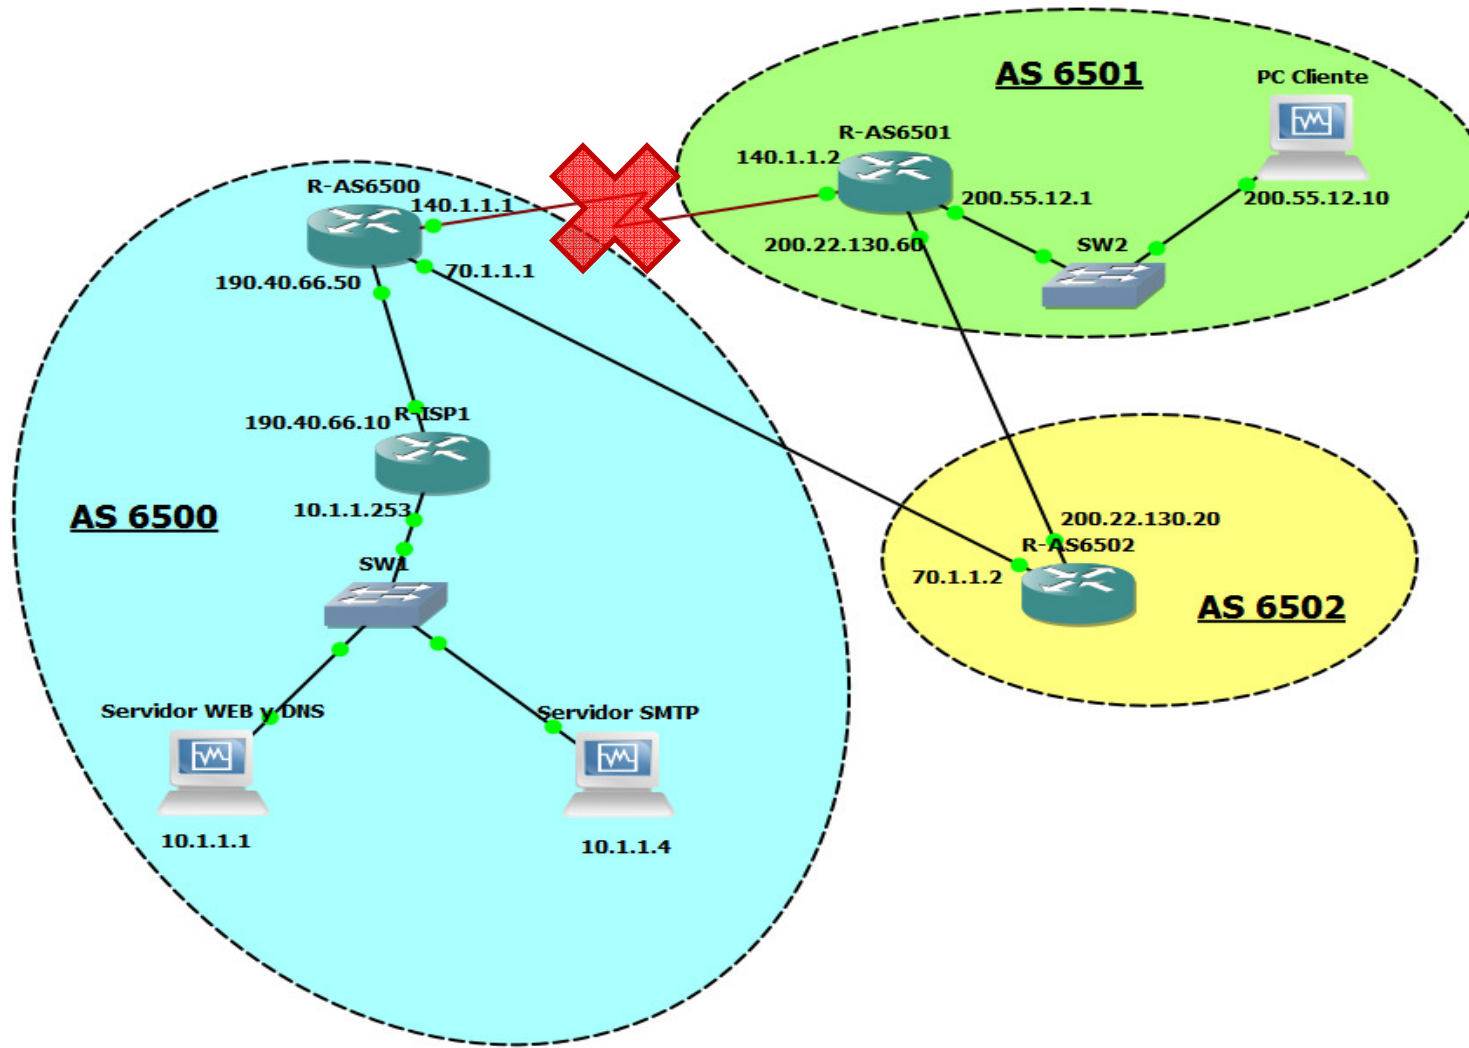 AS 6501
PC Cliente
R-AS6501
140.1.1.2
R-AS6500
140.1.1.1
200.55.12.1
200.55.12.10
200.22.130.60
SW2
70.1.1.1
190.40.66.50
190.40.66.10
R-ISP1
10.1.1.253
AS 6500
200.22.130.20
R-AS6502
SW1
70.1.1.2
AS 6502
Servidor WEB y DNS
Servidor SMTP
10.1.1.1
10.1.1.4